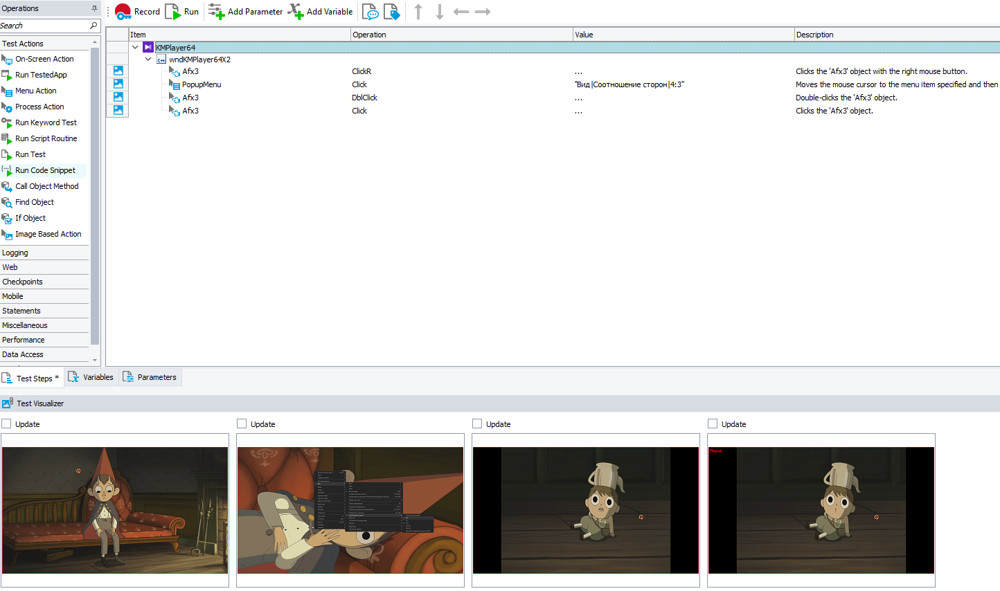 Operations
Search
Test Actions
On-Screen Action
Run TestedApp
Menu Action
Process Action
Run Keyword Test
Run Script Routine
Run Test
Run Code Snippet
Call Object Method
Find Object
If Object
Image Based Action
Logging
Web
Checkpoints
Mobile
Statements
Miscellaneous
Performance
Data Access
Record Run Add Parameter Add Variable
Item Operation Value Description
KMPlayer64
wndKMPlayer64X2
Afx3 ClickR ... Clicks the 'Afx3' object with the right mouse button.
PopupMenu Click "Вид|Соотношение сторон|4:3" Moves the mouse cursor to the menu item specified and then
Afx3 DblClick ... Double-clicks the 'Afx3' object.
Afx3 Click ... Clicks the 'Afx3' object.
Test Steps * Variables Parameters
Test Visualizer
Update Update Update Update
Пауза